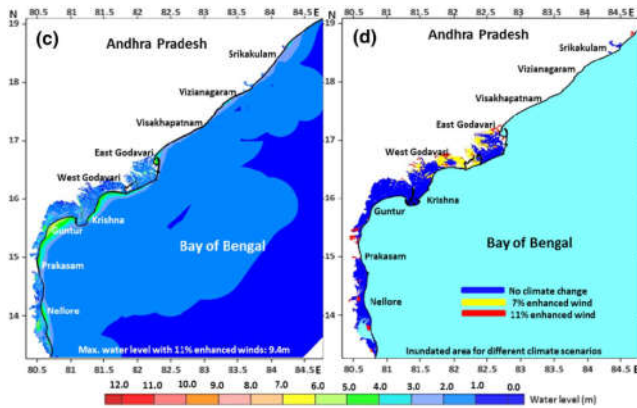 80.5 81 81.5 82 82.5 83 83.5 84 84.5 E
80.5 81 81.5 82 82.5 83 83.5 84 84.5 E
N
19
18
17
16
15
14
(c)
Andhra Pradesh
Srikakulam
Vizianagaram
Visakhapatnam
East Godavari
West Godavari
Krishna
Guntur
Bay of Bengal
Prakasam
Nellore
Max. water level with 11% enhanced winds: 9.4m
80.5 81 81.5 82 82.5 83 83.5 84 84.5
N
19
18
17
16
15
14
(d)
Andhra Pradesh
Srikakulam
Vizianagaram
Visakhapatnam
East Godavari
West Godavari
Krishna
Guntur
Bay of Bengal
Prakasam
Nellore
No climate change
7% enhanced wind
11% enhanced wind
Inundated area for different climate scenarios
80.5 81 81.5 82 82.5 83 83.5 84 84.5
12.0 11.0 10.0 9.0 8.0 7.0 6.0 5.0 4.0 3.0 2.0 1.0 0.0 Water level (m)